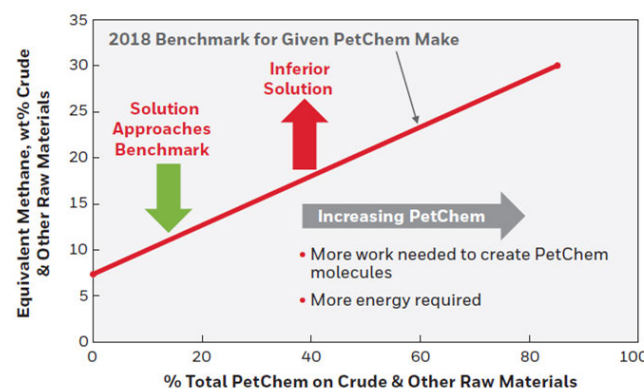 35
30
25
20
15
10
5
0
Equivalent Methane, wt% Crude
& Other Raw Materials
2018 Benchmark for Given PetChem Make
Inferior
Solution
Solution
Approaches
Benchmark
Increasing PetChem
• More work needed to create PetChem
molecules
• More energy required
0 20 40 60 80 100
% Total PetChem on Crude & Other Raw Materials